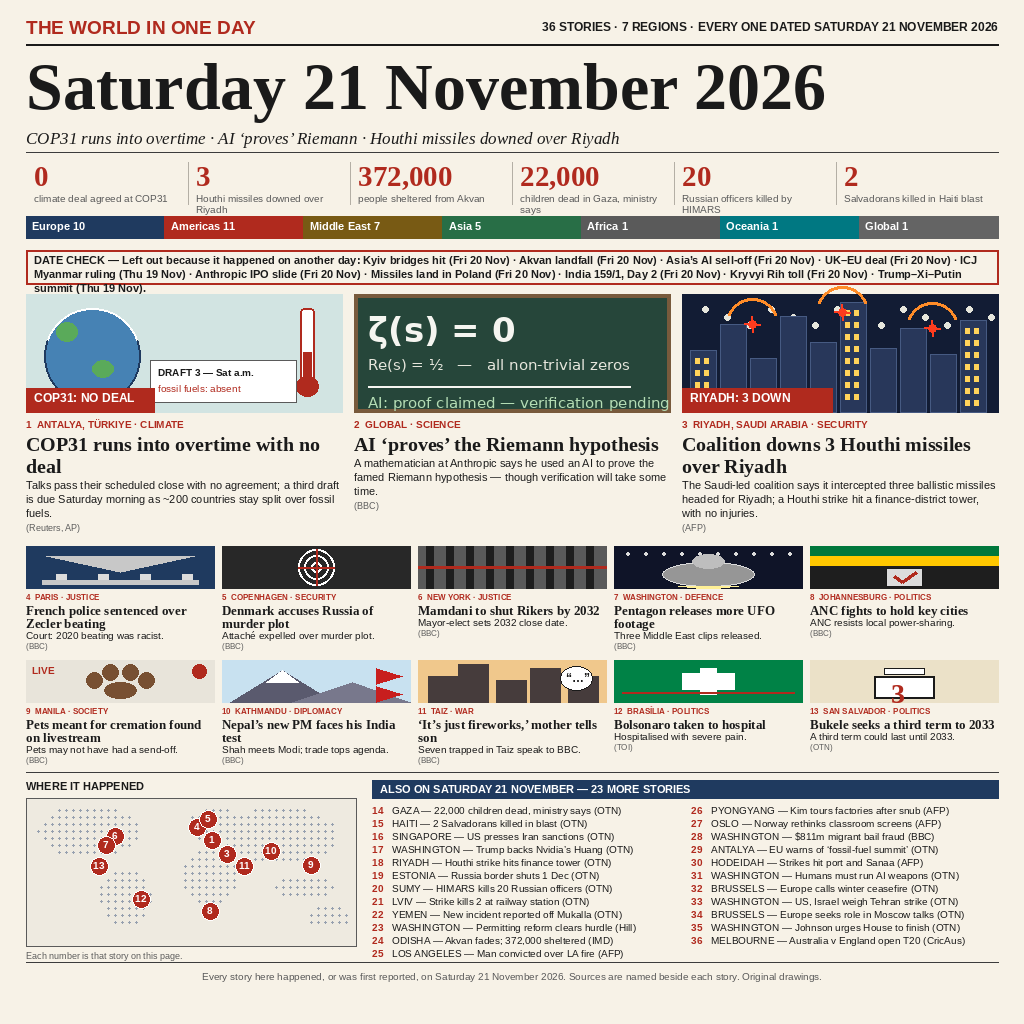 THE WORLD IN ONE DAY
36 STORIES · 7 REGIONS · EVERY ONE DATED SATURDAY 21 NOVEMBER 2026
Saturday 21 November 2026
COP31 runs into overtime · AI ‘proves’ Riemann · Houthi missiles downed over Riyadh
0
climate deal agreed at COP31
3
Houthi missiles downed over
Riyadh
372,000
people sheltered from Akvan
22,000
children dead in Gaza, ministry
says
20
Russian officers killed by
HIMARS
2
Salvadorans killed in Haiti blast
Europe 10
Americas 11
Middle East 7
Asia 5
Africa 1
Oceania 1
Global 1
DATE CHECK — Left out because it happened on another day: Kyiv bridges hit (Fri 20 Nov) · Akvan landfall (Fri 20 Nov) · Asia’s AI sell-off (Fri 20 Nov) · UK–EU deal (Fri 20 Nov) · ICJ
Myanmar ruling (Thu 19 Nov) · Anthropic IPO slide (Fri 20 Nov) · Missiles land in Poland (Fri 20 Nov) · India 159/1, Day 2 (Fri 20 Nov) · Kryvyi Rih toll (Fri 20 Nov) · Trump–Xi–Putin
summit (Thu 19 Nov).
DRAFT 3 — Sat a.m.
fossil fuels: absent
COP31: NO DEAL
ζ(s) = 0
Re(s) = ½ — all non-trivial zeros
AI: proof claimed — verification pending
RIYADH: 3 DOWN
1 ANTALYA, TÜRKIYE · CLIMATE
COP31 runs into overtime with no
deal
Talks pass their scheduled close with no agreement; a third draft
is due Saturday morning as ~200 countries stay split over fossil
fuels.
(Reuters, AP)
2 GLOBAL · SCIENCE
AI ‘proves’ the Riemann hypothesis
A mathematician at Anthropic says he used an AI to prove the
famed Riemann hypothesis — though verification will take some
time.
(BBC)
3 RIYADH, SAUDI ARABIA · SECURITY
Coalition downs 3 Houthi missiles
over Riyadh
The Saudi-led coalition says it intercepted three ballistic missiles
headed for Riyadh; a Houthi strike hit a finance-district tower,
with no injuries.
(AFP)
4 PARIS · JUSTICE
French police sentenced over
Zecler beating
Court: 2020 beating was racist.
(BBC)
5 COPENHAGEN · SECURITY
Denmark accuses Russia of
murder plot
Attaché expelled over murder plot.
(BBC)
6 NEW YORK · JUSTICE
Mamdani to shut Rikers by 2032
Mayor-elect sets 2032 close date.
(BBC)
7 WASHINGTON · DEFENCE
Pentagon releases more UFO
footage
Three Middle East clips released.
(BBC)
8 JOHANNESBURG · POLITICS
ANC fights to hold key cities
ANC resists local power-sharing.
(BBC)
LIVE
9 MANILA · SOCIETY
Pets meant for cremation found
on livestream
Pets may not have had a send-off.
(BBC)
10 KATHMANDU · DIPLOMACY
Nepal’s new PM faces his India
test
Shah meets Modi; trade tops agenda.
(BBC)
“…”
11 TAIZ · WAR
‘It’s just fireworks,’ mother tells
son
Seven trapped in Taiz speak to BBC.
(BBC)
12 BRASÍLIA · POLITICS
Bolsonaro taken to hospital
Hospitalised with severe pain.
(TOI)
3
13 SAN SALVADOR · POLITICS
Bukele seeks a third term to 2033
A third term could last until 2033.
(OTN)
WHERE IT HAPPENED
5
4
6
7
1
3
10
13
11
9
12
8
Each number is that story on this page.
ALSO ON SATURDAY 21 NOVEMBER — 23 MORE STORIES
14 GAZA — 22,000 children dead, ministry says (OTN)
15 HAITI — 2 Salvadorans killed in blast (OTN)
16 SINGAPORE — US presses Iran sanctions (OTN)
17 WASHINGTON — Trump backs Nvidia’s Huang (OTN)
18 RIYADH — Houthi strike hits finance tower (OTN)
19 ESTONIA — Russia border shuts 1 Dec (OTN)
20 SUMY — HIMARS kills 20 Russian officers (OTN)
21 LVIV — Strike kills 2 at railway station (OTN)
22 YEMEN — New incident reported off Mukalla (OTN)
23 WASHINGTON — Permitting reform clears hurdle (Hill)
24 ODISHA — Akvan fades; 372,000 sheltered (IMD)
25 LOS ANGELES — Man convicted over LA fire (AFP)
26 PYONGYANG — Kim tours factories after snub (AFP)
27 OSLO — Norway rethinks classroom screens (AFP)
28 WASHINGTON — $811m migrant bail fraud (BBC)
29 ANTALYA — EU warns of ‘fossil-fuel summit’ (OTN)
30 HODEIDAH — Strikes hit port and Sanaa (AFP)
31 WASHINGTON — Humans must run AI weapons (OTN)
32 BRUSSELS — Europe calls winter ceasefire (OTN)
33 WASHINGTON — US, Israel weigh Tehran strike (OTN)
34 BRUSSELS — Europe seeks role in Moscow talks (OTN)
35 WASHINGTON — Johnson urges House to finish (OTN)
36 MELBOURNE — Australia v England open T20 (CricAus)
Every story here happened, or was first reported, on Saturday 21 November 2026. Sources are named beside each story. Original drawings.